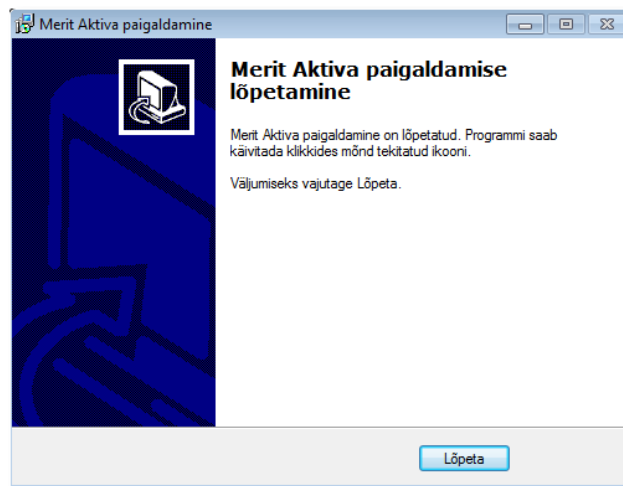 Merit Aktiva paigaldamine
Merit Aktiva paigaldamise
lõpetamine
Merit Aktiva paigaldamine on lõpetatud. Programmi saab
käivitada klikkides mõnd tekitatud ikooni.
Väljumiseks vajutage Lõpeta.
Lõpeta